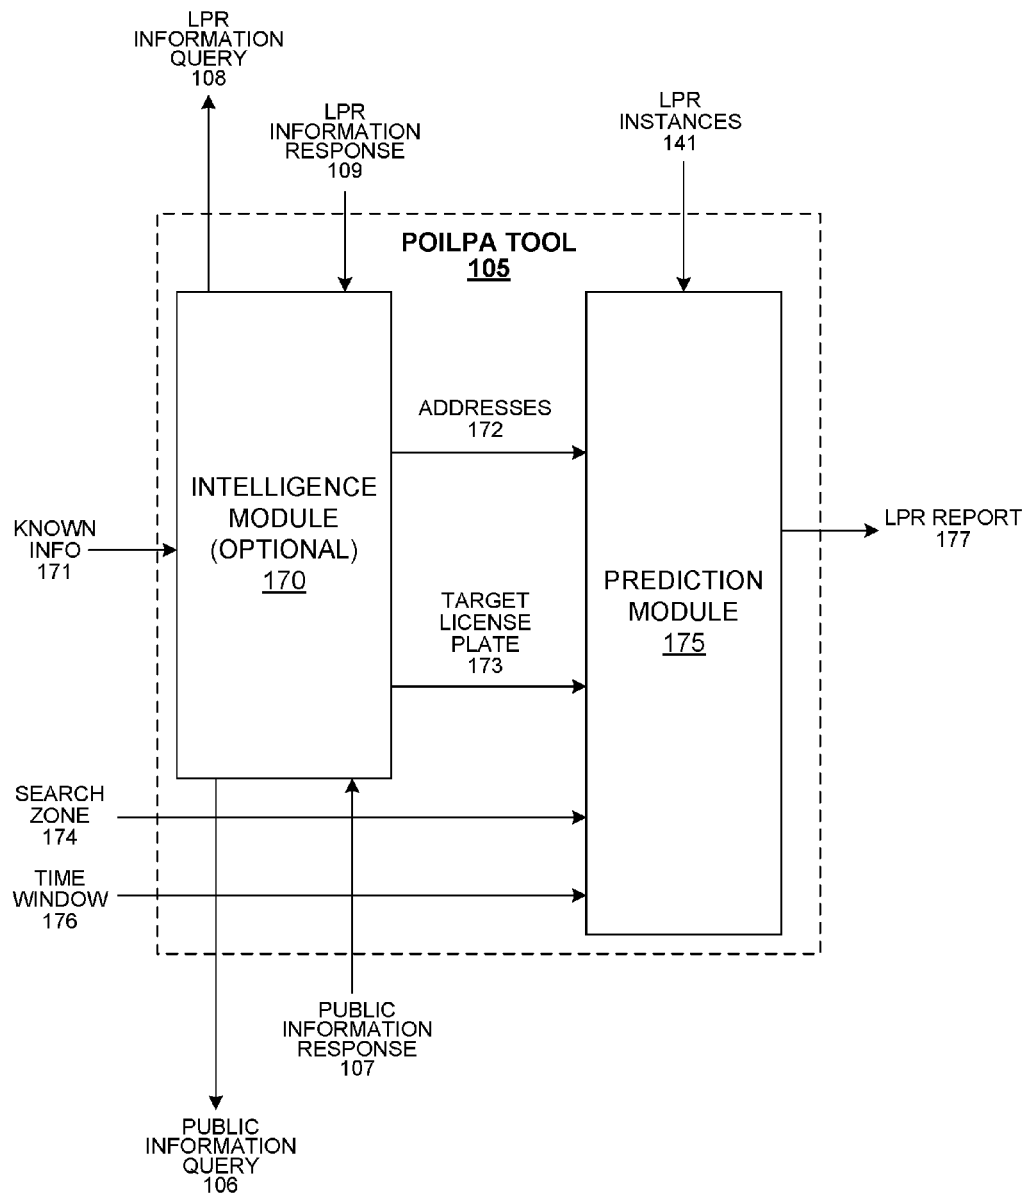 LPR
INFORMATION
QUERY
108
LPR
INFORMATION
RESPONSE
109
LPR
INSTANCES
141
POILPA TOOL
105
ADDRESSES
172
INTELLIGENCE
MODULE
(OPTIONAL)
170
KNOWN
INFO
171
LPR REPORT
177
PREDICTION
MODULE
175
TARGET
LICENSE
PLATE
173
SEARCH
ZONE
174
TIME
WINDOW
176
PUBLIC
INFORMATION
RESPONSE
107
PUBLIC
INFORMATION
QUERY
106